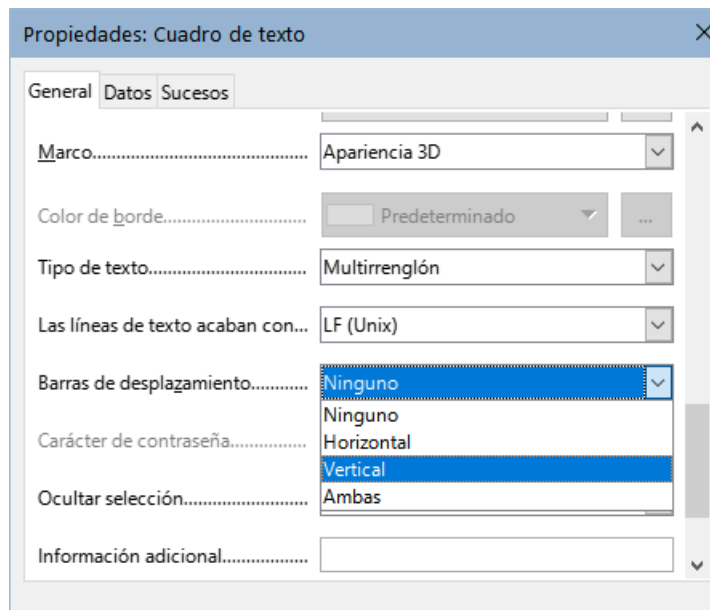 Propiedades: Cuadro de texto
General Datos Sucesos
Marco........................................... Apariencia 3D
Color de borde............................. Predeterminado ...
Tipo de texto................................ Multirrenglón
Las líneas de texto acaban con... LF (Unix)
Barras de desplazamiento............ Ninguno
Ninguno
Carácter de contraseña................ Horizontal
Vertical
Ocultar selección......................... Ambas
Información adicional..................